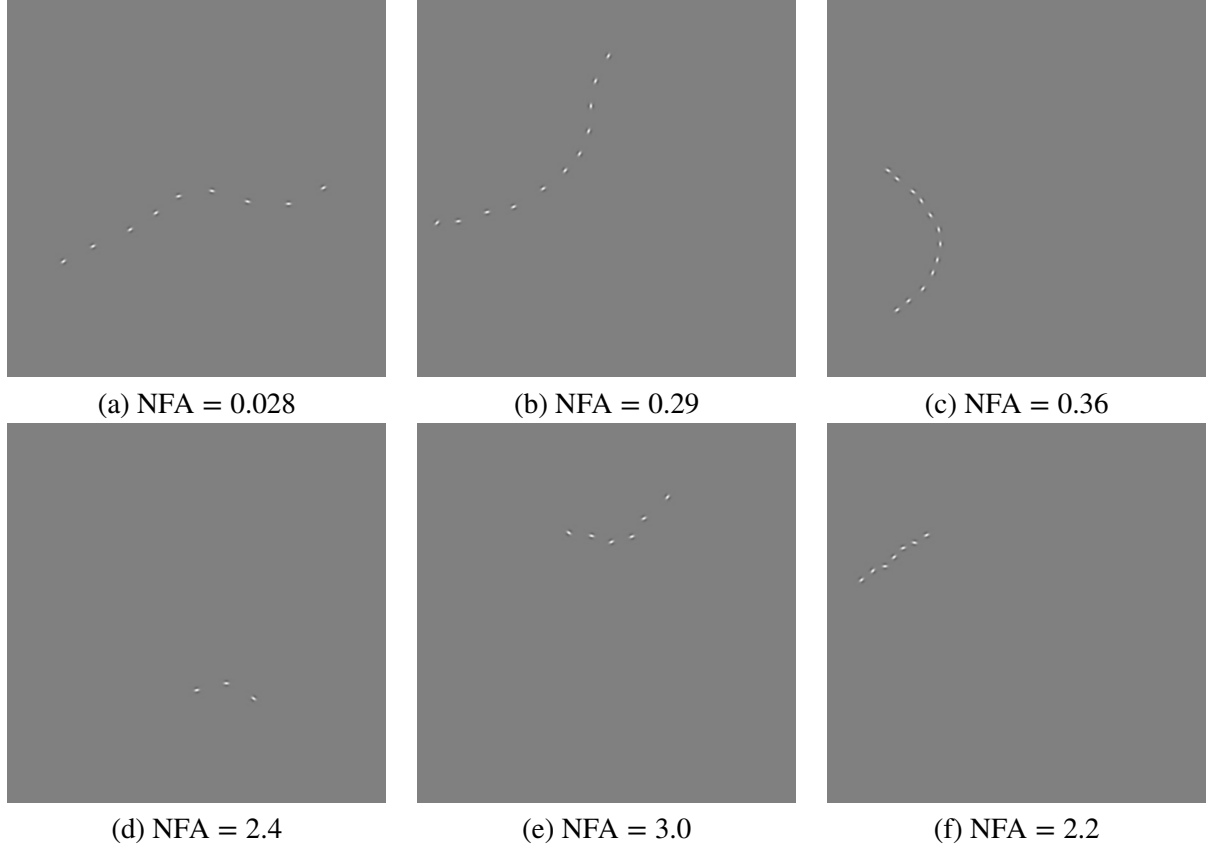 (a) NFA = 0.028
(b) NFA = 0.29
(c) NFA = 0.36
(d) NFA = 2.4
(e) NFA = 3.0
(f) NFA = 2.2